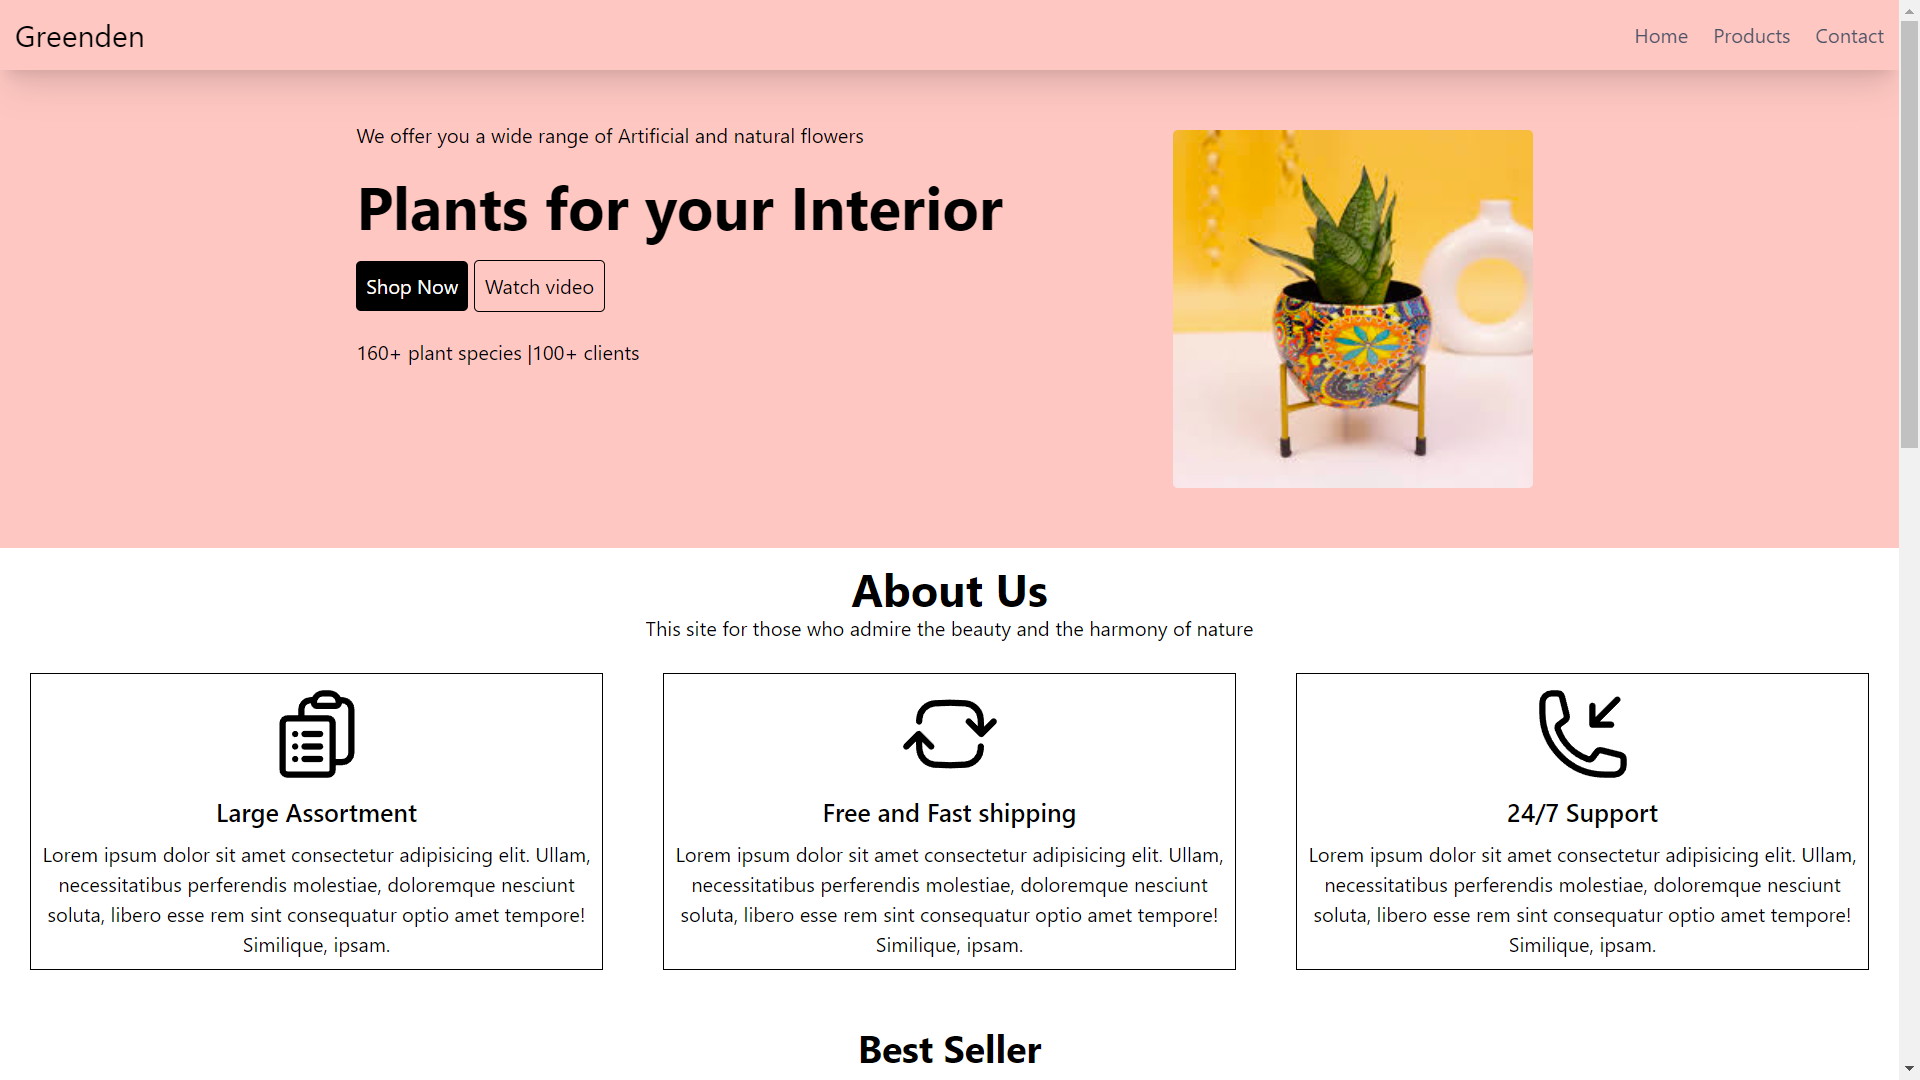 Greenden
Home Products Contact
We offer you a wide range of Artificial and natural flowers
Plants for your Interior
Shop Now Watch video
160+ plant species |100+ clients
About Us
This site for those who admire the beauty and the harmony of nature
Large Assortment
Lorem ipsum dolor sit amet consectetur adipisicing elit. Ullam,
necessitatibus perferendis molestiae, doloremque nesciunt
soluta, libero esse rem sint consequatur optio amet tempore!
Similique, ipsam.
Free and Fast shipping
Lorem ipsum dolor sit amet consectetur adipisicing elit. Ullam,
necessitatibus perferendis molestiae, doloremque nesciunt
soluta, libero esse rem sint consequatur optio amet tempore!
Similique, ipsam.
24/7 Support
Lorem ipsum dolor sit amet consectetur adipisicing elit. Ullam,
necessitatibus perferendis molestiae, doloremque nesciunt
soluta, libero esse rem sint consequatur optio amet tempore!
Similique, ipsam.
Best Seller